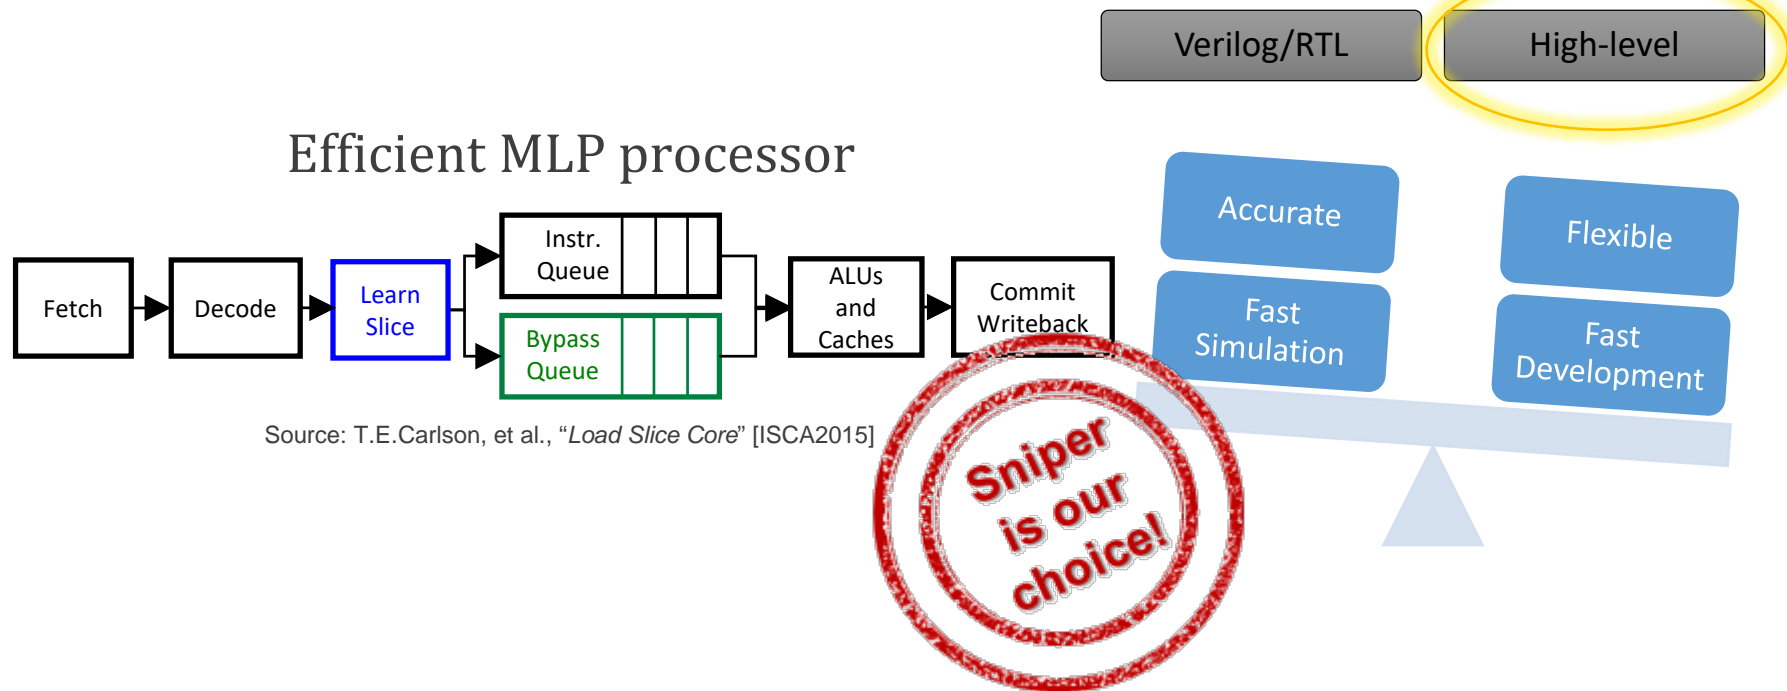 Verilog/RTL
High-level
Efficient MLP processor
Fetch
Decode
Learn
Slice
Instr.
Queue
Bypass
Queue
ALUs
and
Caches
Commit
Writeback
Source: T.E.Carlson, et al., “Load Slice Core” [ISCA2015]
Accurate
Fast
Simulation
Flexible
Fast
Development
Sniper
is our
choice!